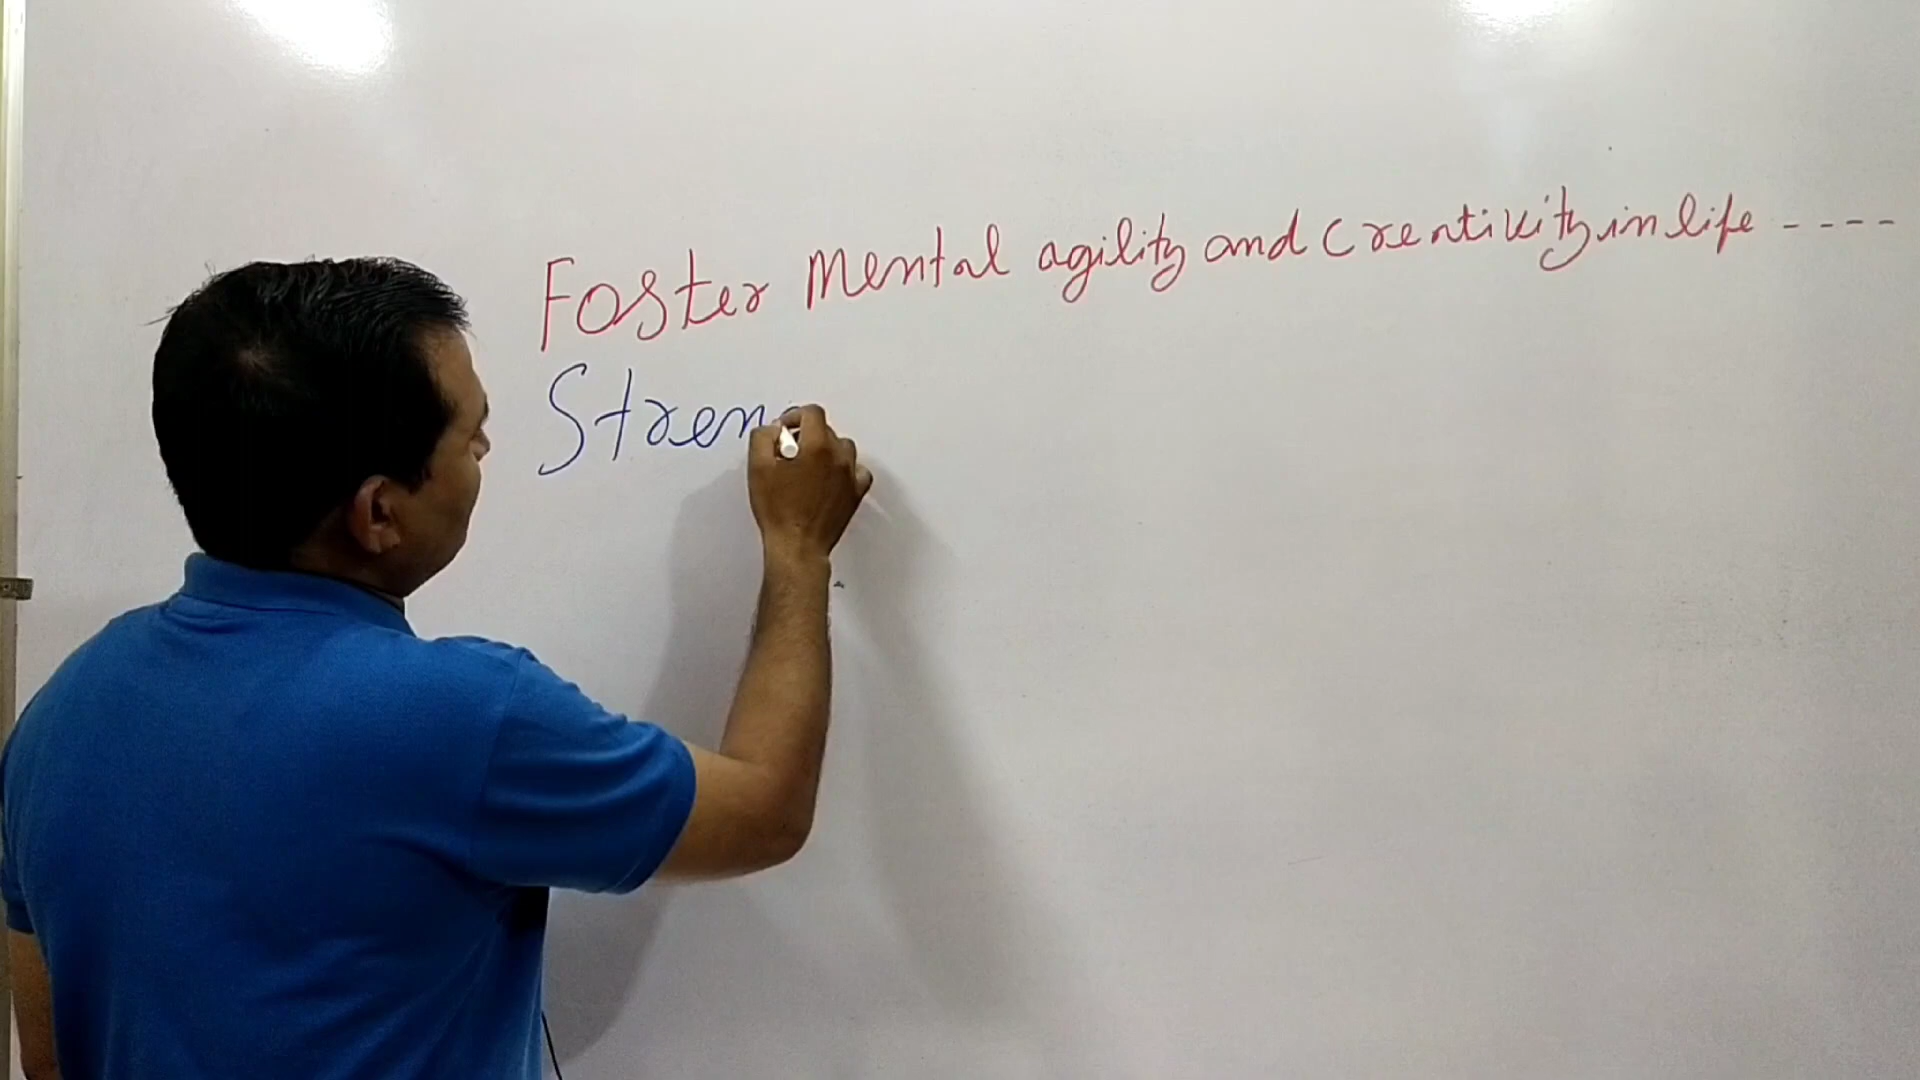 Foster Mental agility and Creativity in life ----
Stren